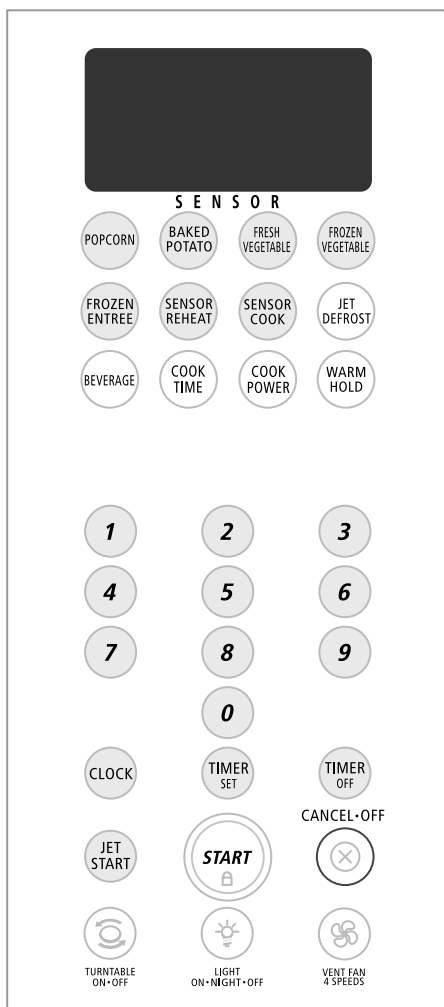 SENSOR
POPCORN
BAKED
POTATO
FRESH
VEGETABLE
FROZEN
VEGETABLE
FROZEN
ENTREE
SENSOR
REHEAT
SENSOR
COOK
JET
DEFROST
BEVERAGE
COOK
TIME
COOK
POWER
WARM
HOLD
1
2
3
4
5
6
7
8
9
0
CLOCK
TIMER
SET
TIMER
OFF
CANCEL•OFF
JET
START
START
TURNTABLE
ON•OFF
LIGHT
ON•NIGHT•OFF
VENT FAN
4 SPEEDS